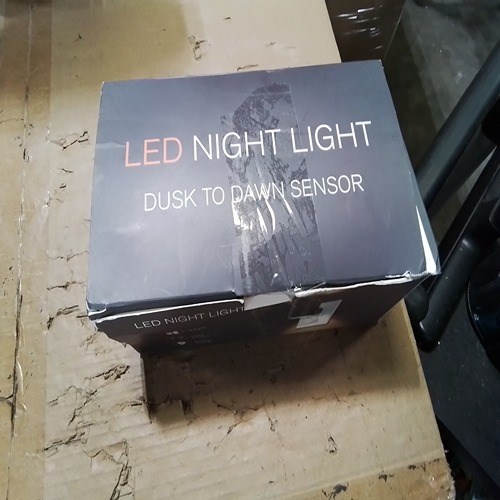 LED NIGHT LIGHT
DUSK TO DAWN SENSOR
LED NIGHT LIGHT